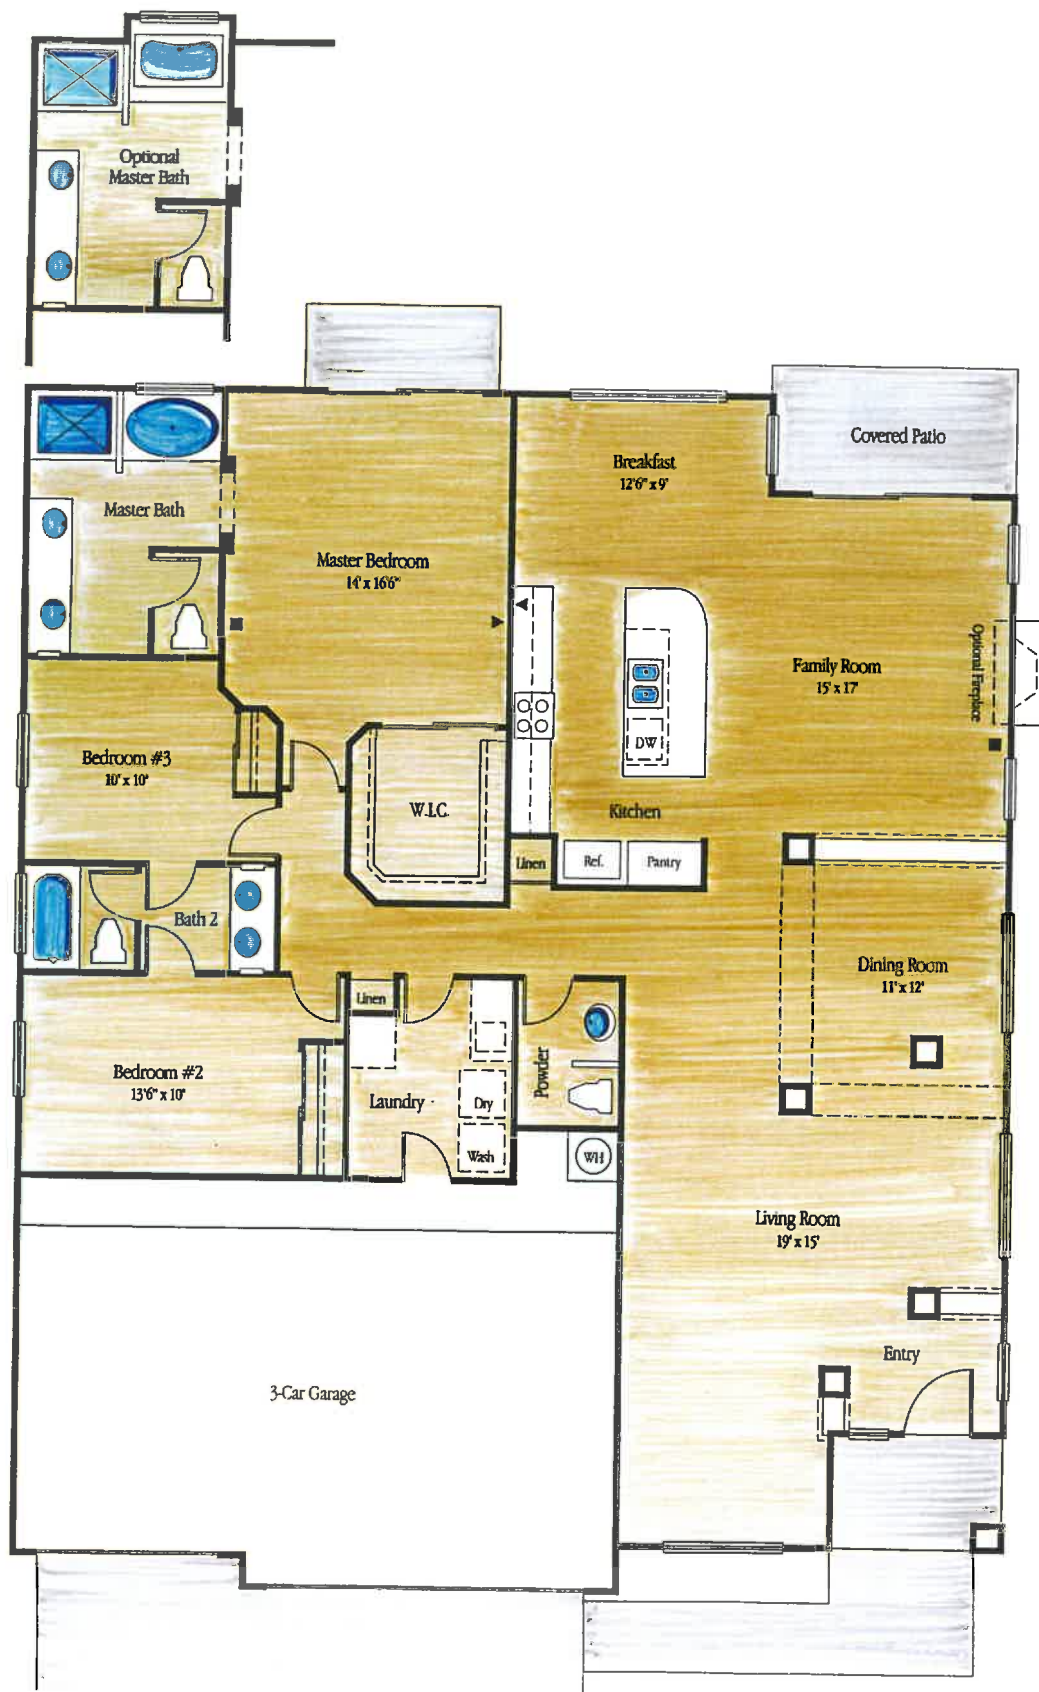 Optional
Master Bath
Covered Patio
Breakfast
12'6" x 9'
Master Bath
Master Bedroom
14' x 16'6"
Optional Fireplace
Family Room
15' x 17'
DW
Bedroom #3
10' x 10'
W.I.C.
Kitchen
Linen
Ref.
Pantry
Bath 2
Dining Room
11' x 12'
Linen
Bedroom #2
13'6" x 10'
Laundry
Dry
Powder
Wash
WH
Living Room
19' x 15'
Entry
3-Car Garage